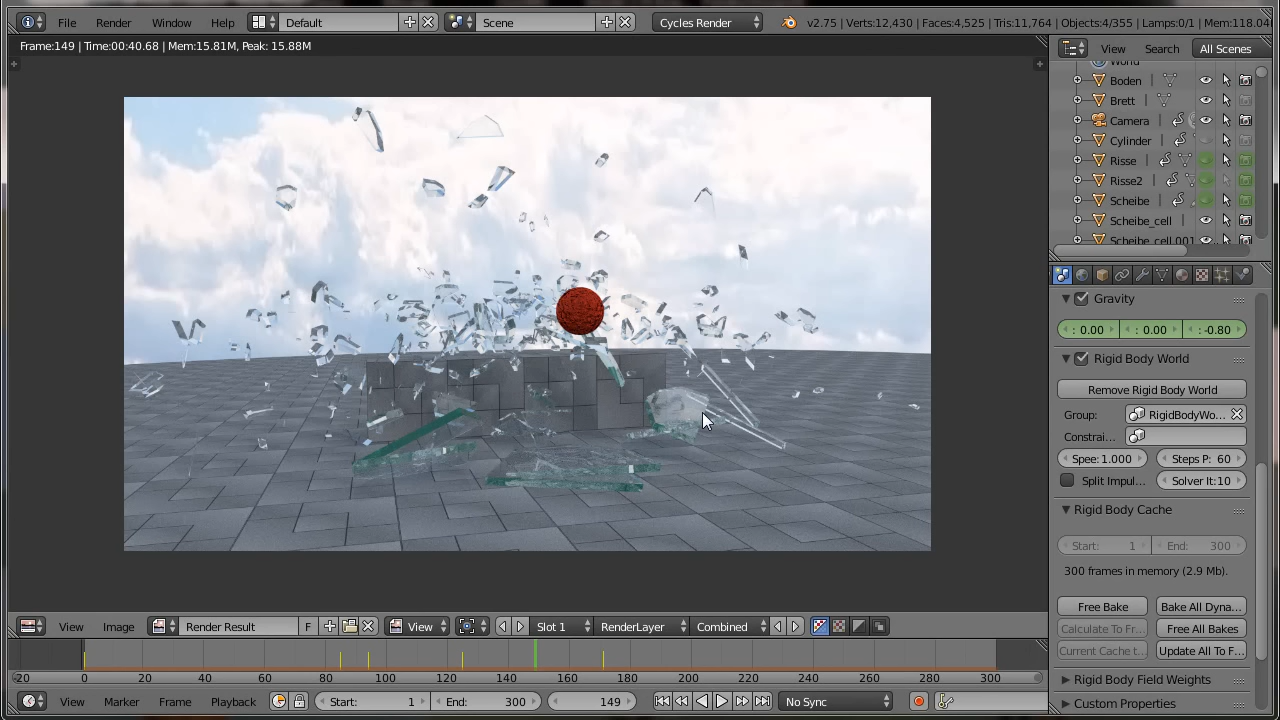 File Render Window Help Default Scene Cycles Render v2.75 | Verts:12,430 | Faces:4,525 | Tris:11,764 | Objects:4/355 | Lamps:0/1 | Mem:118.04
Frame:149 | Time:00:40.68 | Mem:15.81M, Peak: 15.88M
View Search All Scenes
World
Boden
Brett
Camera
Cylinder
Risse
Risse2
Scheibe
Scheibe_cell
Scheibe_cell.001
Gravity
: 0.00 : 0.00 : -0.80
Rigid Body World
Remove Rigid Body World
Group: RigidBodyWo...
Constrai...
Spee: 1.000 Steps P: 60
Split Impul... Solver It: 10
Rigid Body Cache
Start: 1 End: 300
300 frames in memory (2.9 Mb).
Free Bake Bake All Dyna...
Calculate To Fr... Free All Bakes
Current Cache t... Update All To F...
Rigid Body Field Weights
Custom Properties
View Image Render Result F View Slot 1 RenderLayer Combined
-20 0 20 40 60 80 100 120 140 160 180 200 220 240 260 280 300
View Marker Frame Playback Start: 1 End: 300 149 No Sync